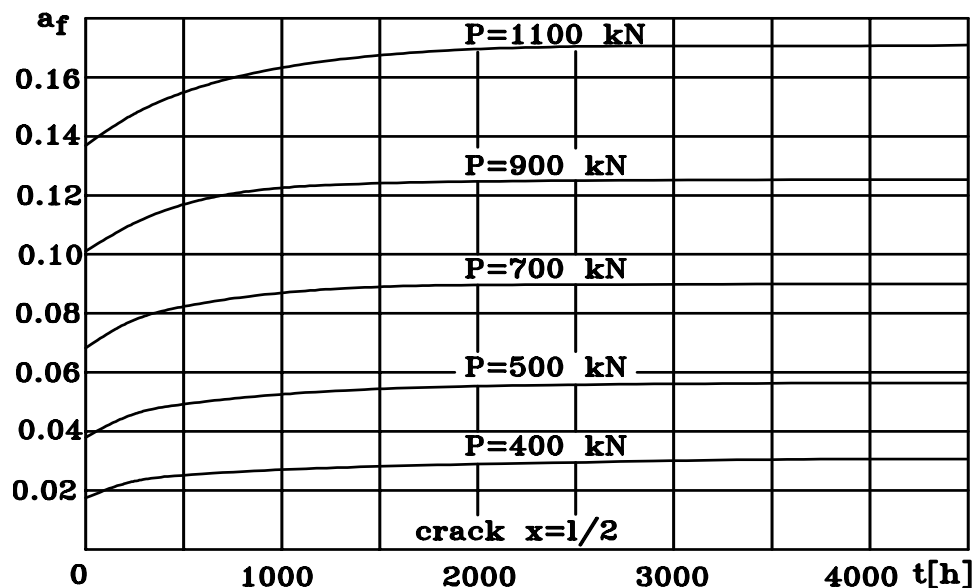 a_f
P=1100 kN
0.16
0.14
P=900 kN
0.12
0.10
P=700 kN
0.08
0.06
P=500 kN
0.04
P=400 kN
0.02
crack x=l/2
0 1000 2000 3000 4000 t[h]